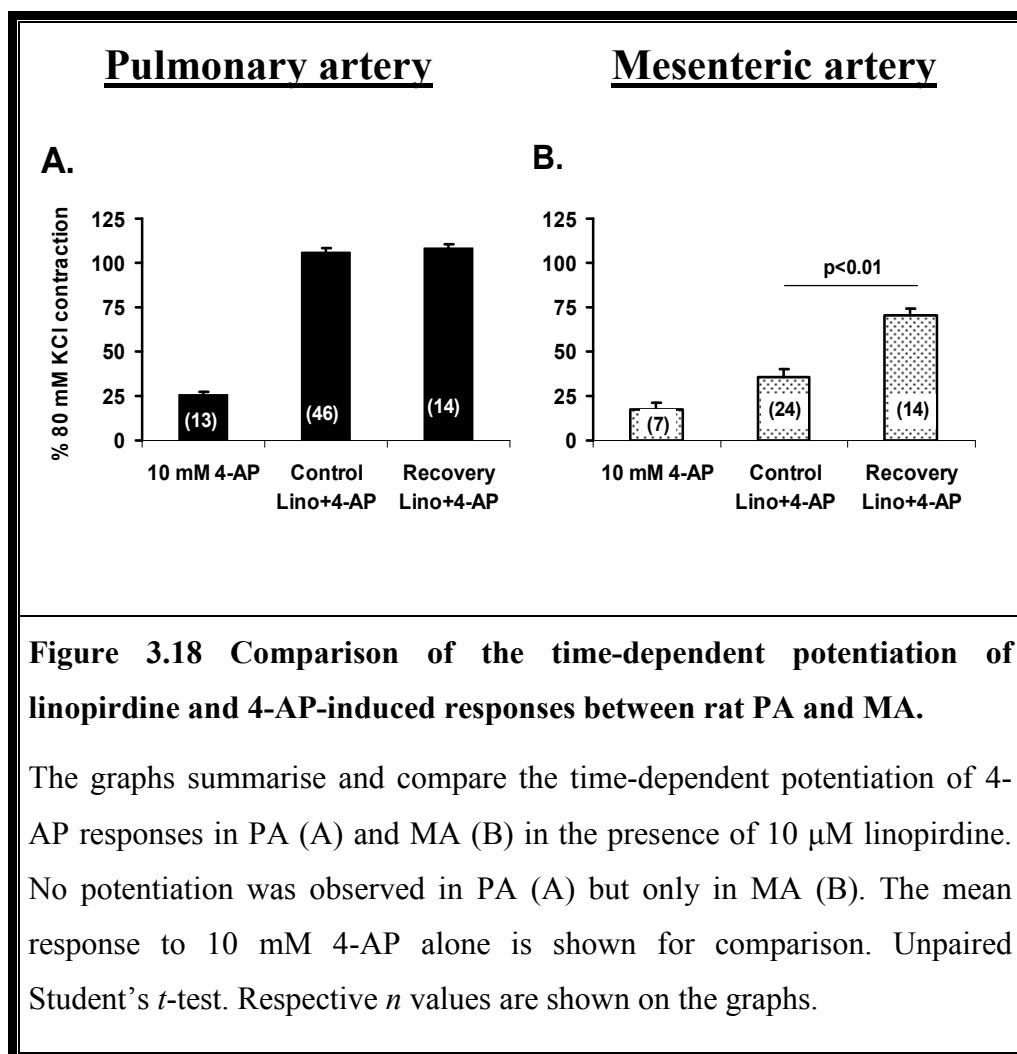 Pulmonary artery
Mesenteric artery
A.
B.
% 80 mM KCl contraction
125
100
75
50
25
0
(13)
(46)
(14)
10 mM 4-AP
Control
Lino+4-AP
Recovery
Lino+4-AP
125
100
75
50
25
0
p<0.01
(7)
(24)
(14)
10 mM 4-AP
Control
Lino+4-AP
Recovery
Lino+4-AP
Figure 3.18 Comparison of the time-dependent potentiation of
linopirdine and 4-AP-induced responses between rat PA and MA.
The graphs summarise and compare the time-dependent potentiation of 4-
AP responses in PA (A) and MA (B) in the presence of 10 μM linopirdine.
No potentiation was observed in PA (A) but only in MA (B). The mean
response to 10 mM 4-AP alone is shown for comparison. Unpaired
Student’s t-test. Respective n values are shown on the graphs.